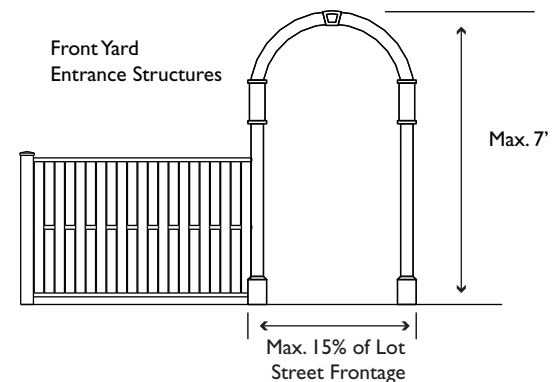 Front Yard
Entrance Structures
Max. 7'
Max. 15% of Lot
Street Frontage